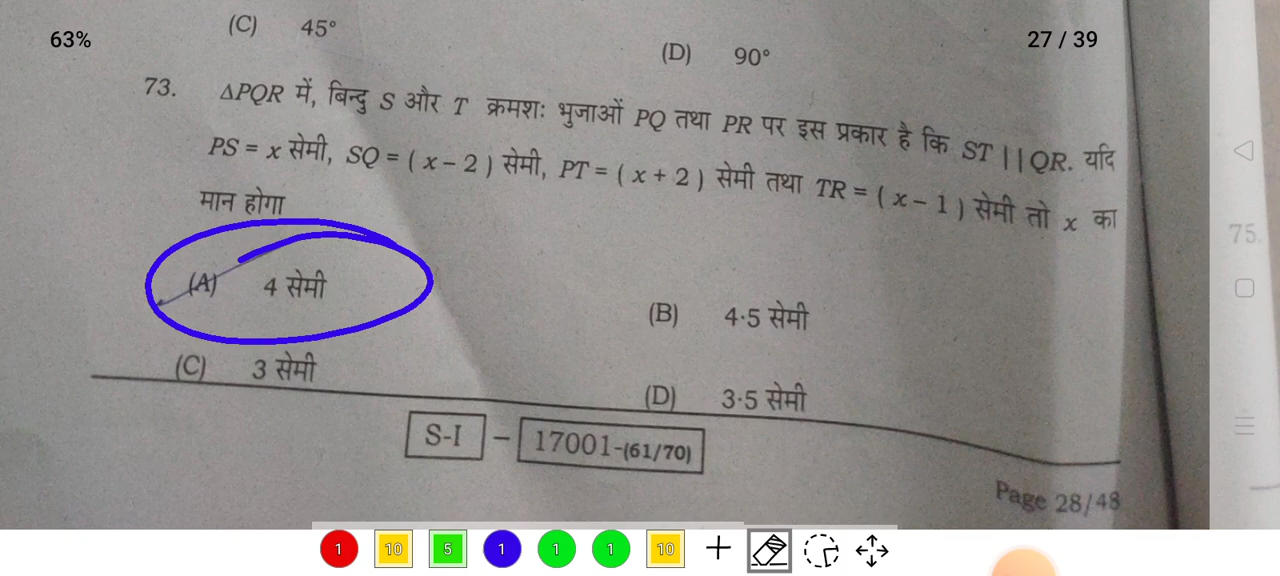 63%
(C) 45°
(D) 90°
27 / 39
73. ΔPQR में, बिन्दु S और T क्रमशः भुजाओं PQ तथा PR पर इस प्रकार है कि ST||QR. यदि
PS = x सेमी, SQ = ( x – 2 ) सेमी, PT = ( x + 2 ) सेमी तथा TR = ( x – 1 ) सेमी तो x का
मान होगा
75.
(A) 4 सेमी
(B) 4·5 सेमी
(C) 3 सेमी
(D) 3·5 सेमी
S-I – 17001-(61/70)
Page 28/48
1 10 5 1 1 1 10